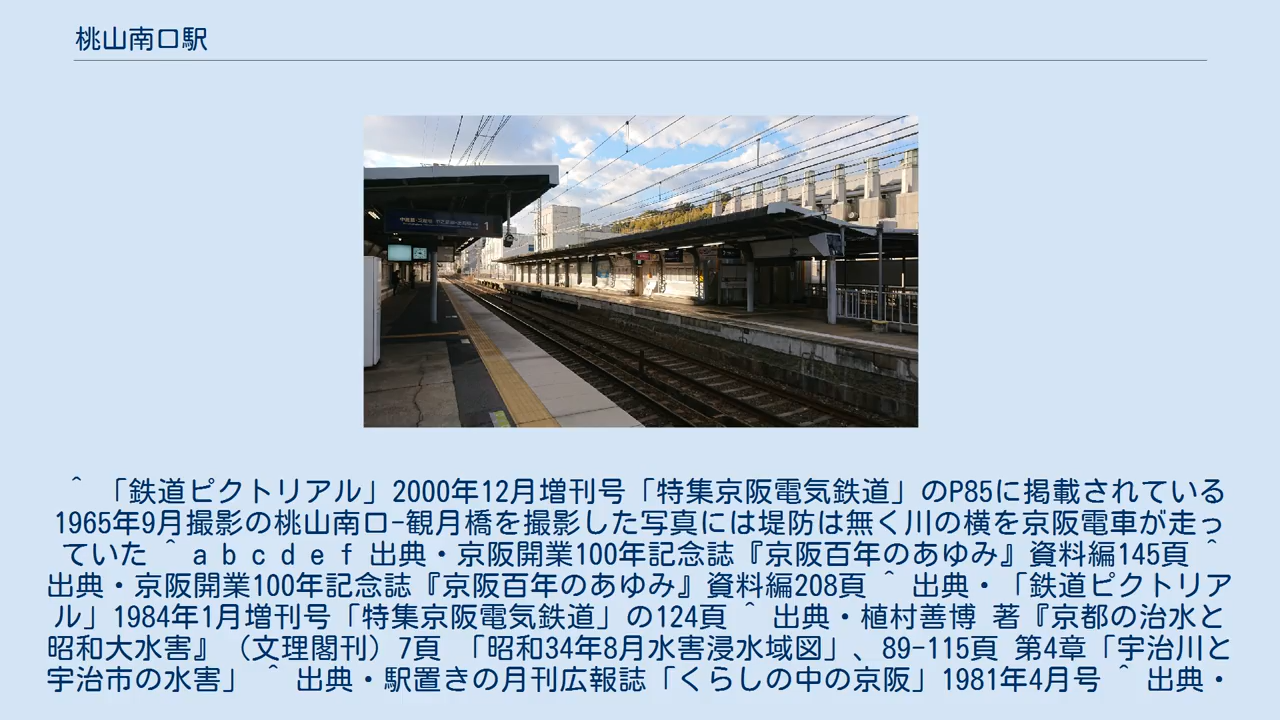 桃山南口駅
1
＾ 「鉄道ピクトリアル」2000年12月増刊号「特集京阪電気鉄道」のP85に掲載されている
1965年9月撮影の桃山南口-観月橋を撮影した写真には堤防は無く川の横を京阪電車が走っ
ていた ＾ a b c d e f 出典・京阪開業100年記念誌『京阪百年のあゆみ』資料編145頁 ＾
出典・京阪開業100年記念誌『京阪百年のあゆみ』資料編208頁 ＾ 出典・「鉄道ピクトリア
ル」1984年1月増刊号「特集京阪電気鉄道」の124頁 ＾ 出典・植村善博 著『京都の治水と
昭和大水害』（文理閣刊）7頁 「昭和34年8月水害浸水域図」、89-115頁 第4章「宇治川と
宇治市の水害」 ＾ 出典・駅置きの月刊広報誌「くらしの中の京阪」1981年4月号 ＾ 出典・